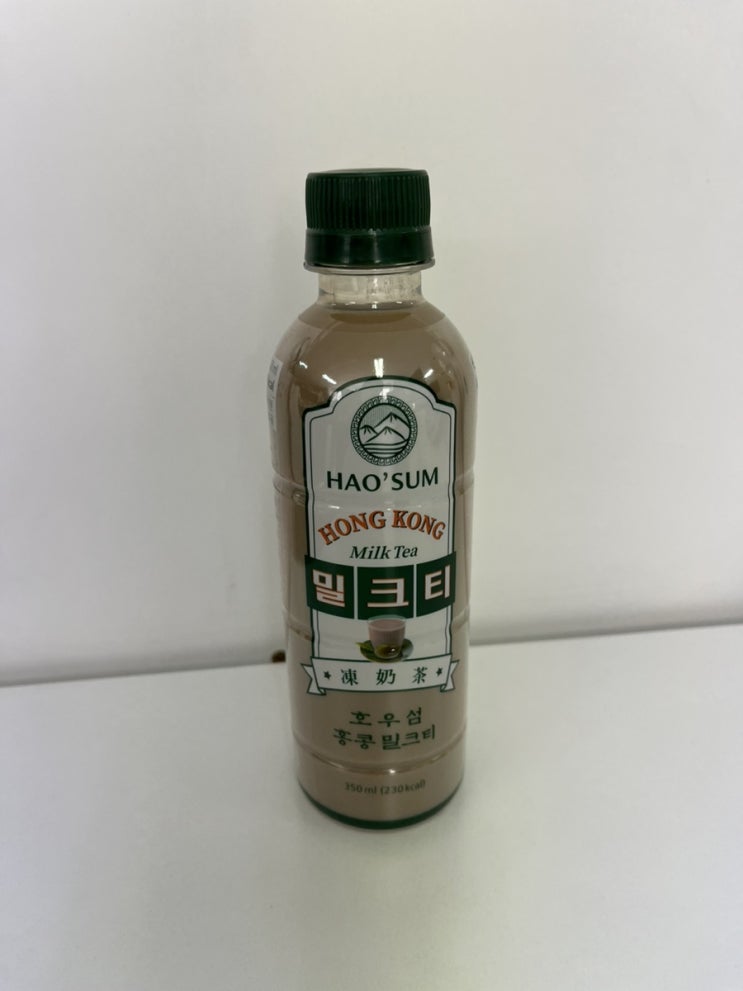 HAO'SUM
HONG KONG
Milk Tea
밀크티
凍奶茶
호우섬
홍콩밀크티
350 ml (230 kcal)